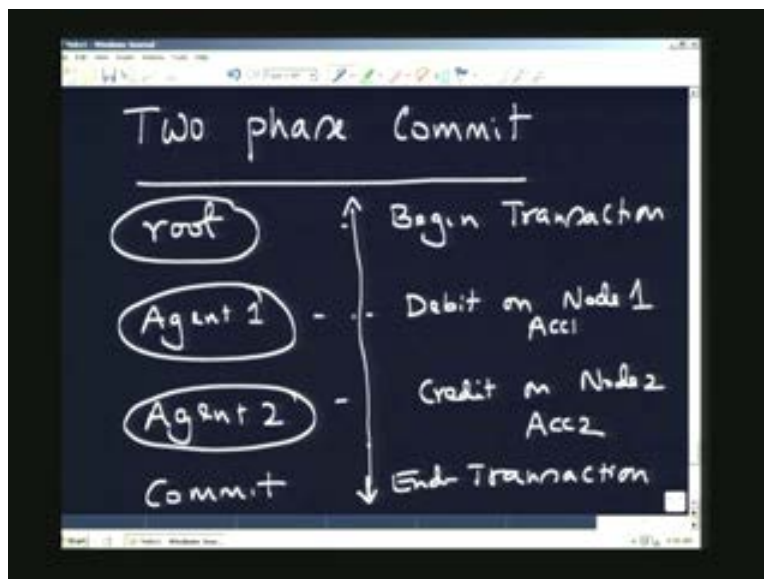 Two phase Commit
root Begin Transaction
Agent 1 Debit on Node 1
Acc1
Agent 2 Credit on Node 2
Acc2
Commit End Transaction